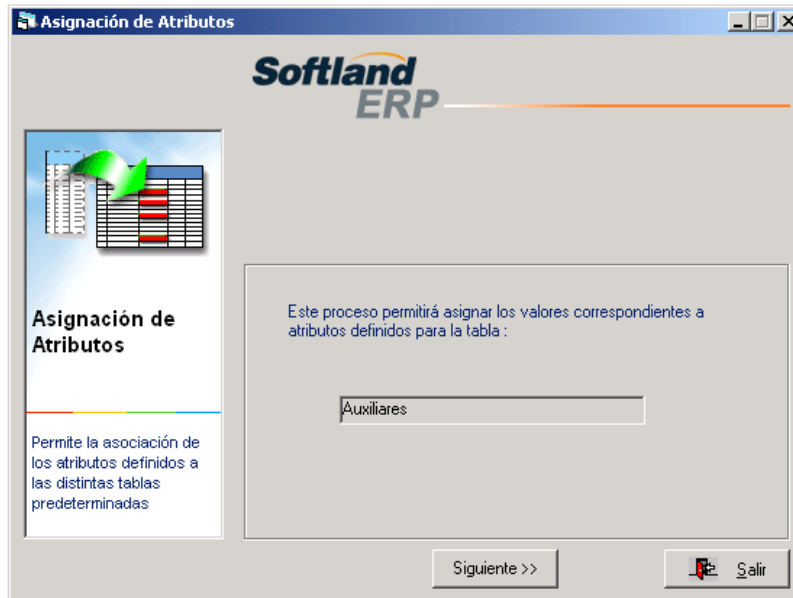 Asignación de Atributos
Softland
ERP
Asignación de
Atributos
Permite la asociación de
los atributos definidos a
las distintas tablas
predeterminadas
Este proceso permitirá asignar los valores correspondientes a
atributos definidos para la tabla :
Auxiliares
Siguiente >>
Salir